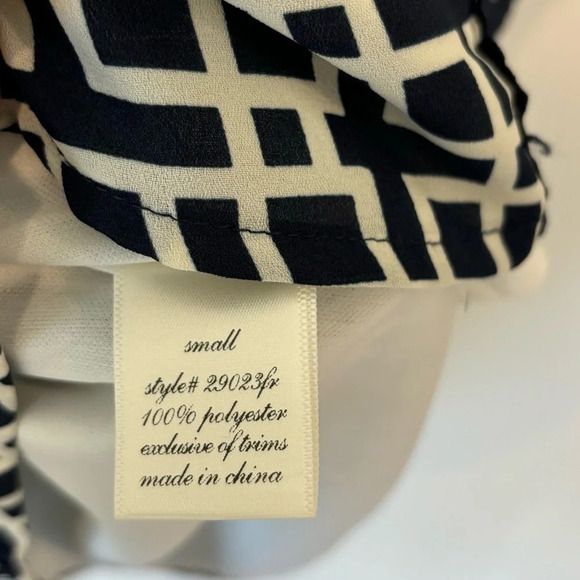 small
style# 29023fr
100% polyester
exclusive of trims
made in china